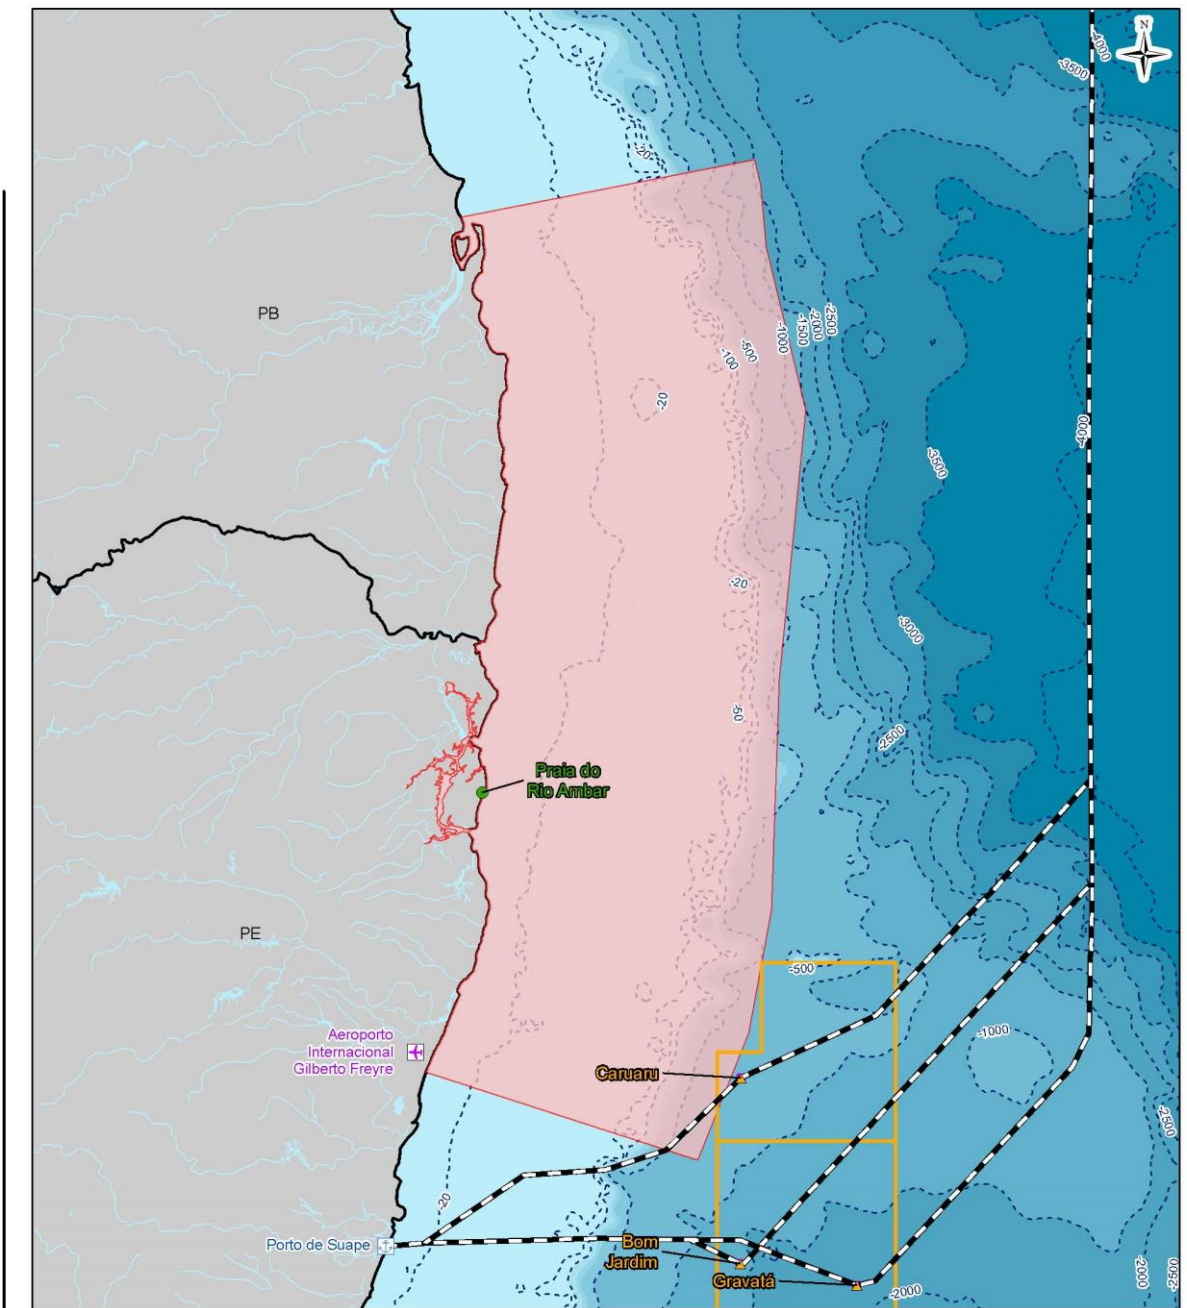 N
-4000
-3500
-20
PB
-2500
-2000
-1500
-1000
-500
-100
-20
-4000
-3500
-20
-3000
-50
-2500
Praia do
Rio Ambar
PE
-500
-1000
Aeroporto
Internacional
Gilberto Freyre
Caruaru
-2500
-20
Porto de Suape
Bom
Jardim
Gravatá
-2000
-2000
-2500